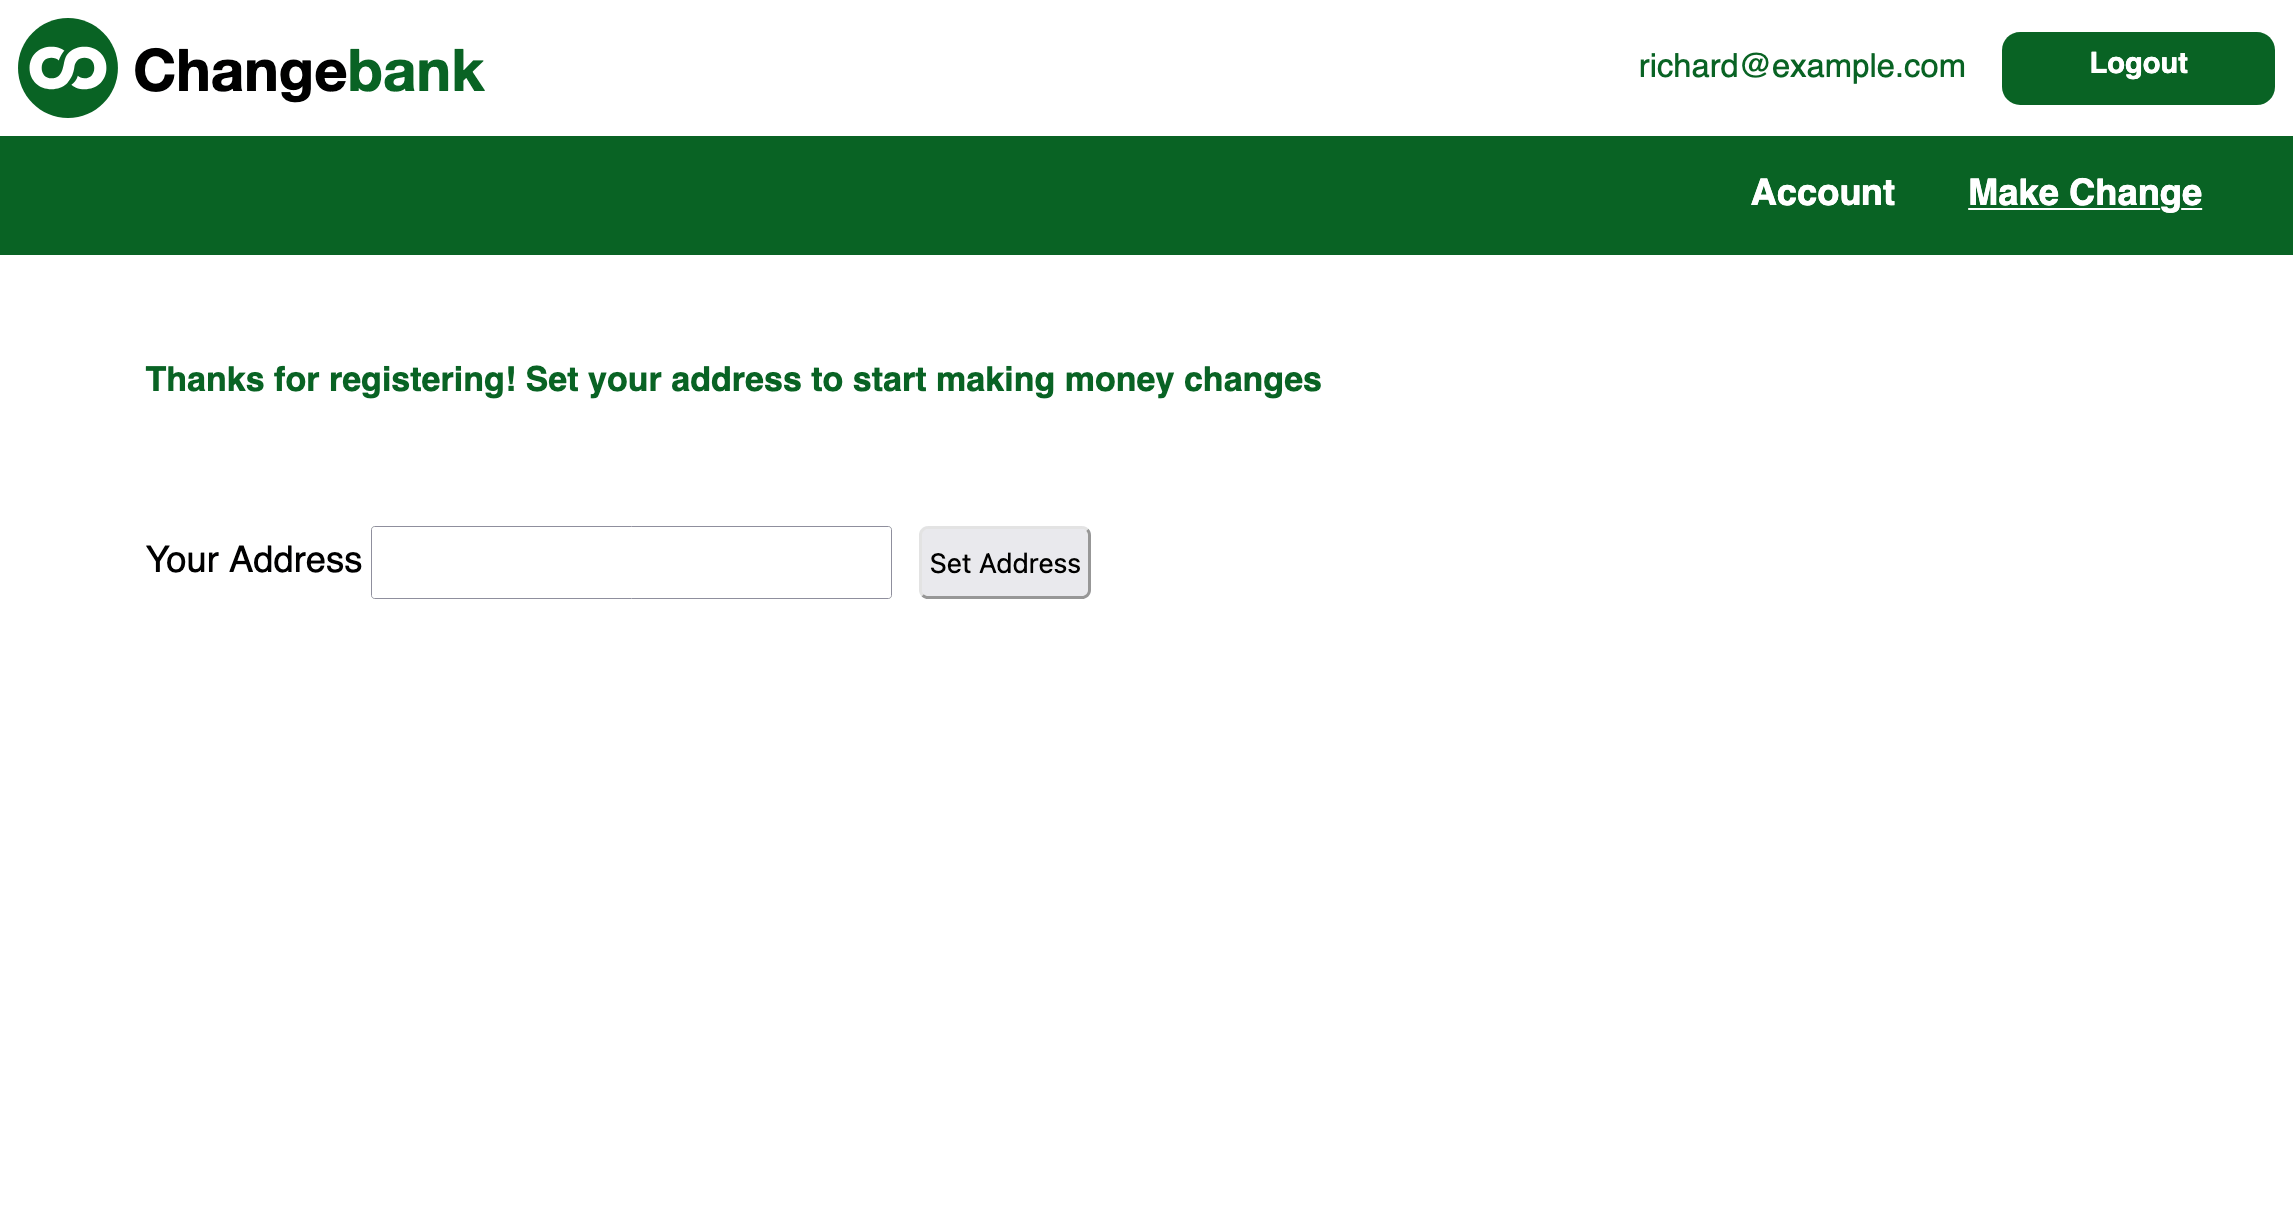 Changebank
richard@example.com
Logout
Account
Make Change
Thanks for registering! Set your address to start making money changes
Your Address
Set Address